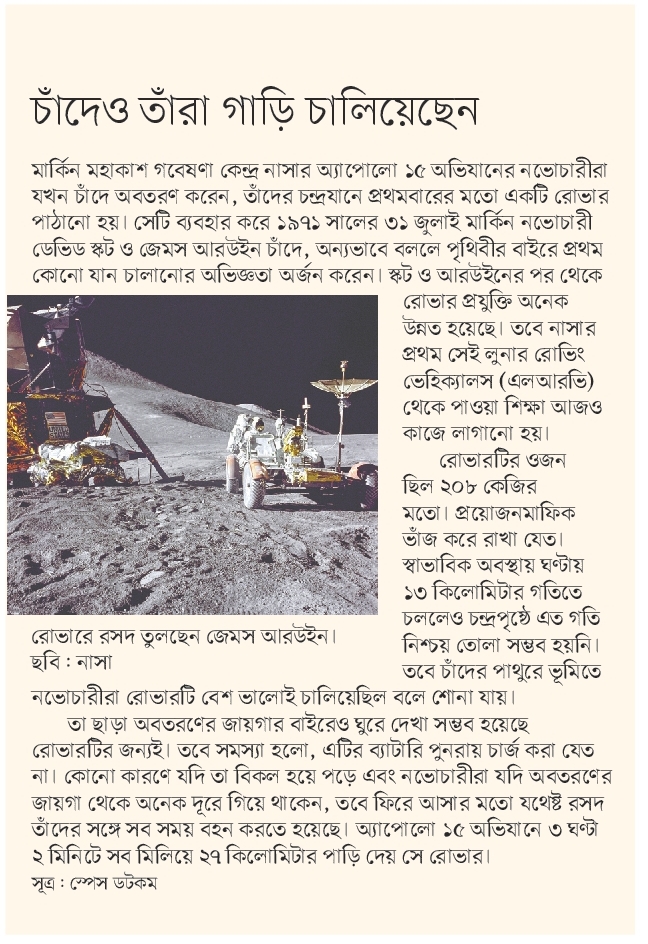 চাঁদেও তাঁরা গাড়ি চালিয়েছেন
মার্কিন মহাকাশ গবেষণা কেন্দ্র নাসার অ্যাপোলো ১৫ অভিযানের নভোচারীরা
যখন চাঁদে অবতরণ করেন, তাঁদের চন্দ্রযানে প্রথমবারের মতো একটি রোভার
পাঠানো হয়। সেটি ব্যবহার করে ১৯৭১ সালের ৩১ জুলাই মার্কিন নভোচারী
ডেভিড স্কট ও জেমস আরউইন চাঁদে, অন্যভাবে বললে পৃথিবীর বাইরে প্রথম
কোনো যান চালানোর অভিজ্ঞতা অর্জন করেন। স্কট ও আরউইনের পর থেকে
রোভার প্রযুক্তি অনেক
উন্নত হয়েছে। তবে নাসার
প্রথম সেই লুনার রোভিং
ভেহিক্যালস (এলআরভি)
থেকে পাওয়া শিক্ষা আজও
কাজে লাগানো হয়।
রোভারটির ওজন
ছিল ২০৮ কেজির
মতো। প্রয়োজনমাফিক
ভাঁজ করে রাখা যেত।
স্বাভাবিক অবস্থায় ঘণ্টায়
১৩ কিলোমিটার গতিতে
চললেও চন্দ্রপৃষ্ঠে এত গতি
নিশ্চয় তোলা সম্ভব হয়নি।
তবে চাঁদের পাথুরে ভূমিতে
নভোচারীরা রোভারটি বেশ ভালোই চালিয়েছিল বলে শোনা যায়।
তা ছাড়া অবতরণের জায়গার বাইরেও ঘুরে দেখা সম্ভব হয়েছে
রোভারটির জন্যই। তবে সমস্যা হলো, এটির ব্যাটারি পুনরায় চার্জ করা যেত
না। কোনো কারণে যদি তা বিকল হয়ে পড়ে এবং নভোচারীরা যদি অবতরণের
জায়গা থেকে অনেক দূরে গিয়ে থাকেন, তবে ফিরে আসার মতো যথেষ্ট রসদ
তাঁদের সঙ্গে সব সময় বহন করতে হয়েছে। অ্যাপোলো ১৫ অভিযানে ৩ ঘণ্টা
২ মিনিটে সব মিলিয়ে ২৭ কিলোমিটার পাড়ি দেয় সে রোভার।
সূত্র : স্পেস ডটকম
রোভারে রসদ তুলছেন জেমস আরউইন।
ছবি : নাসা